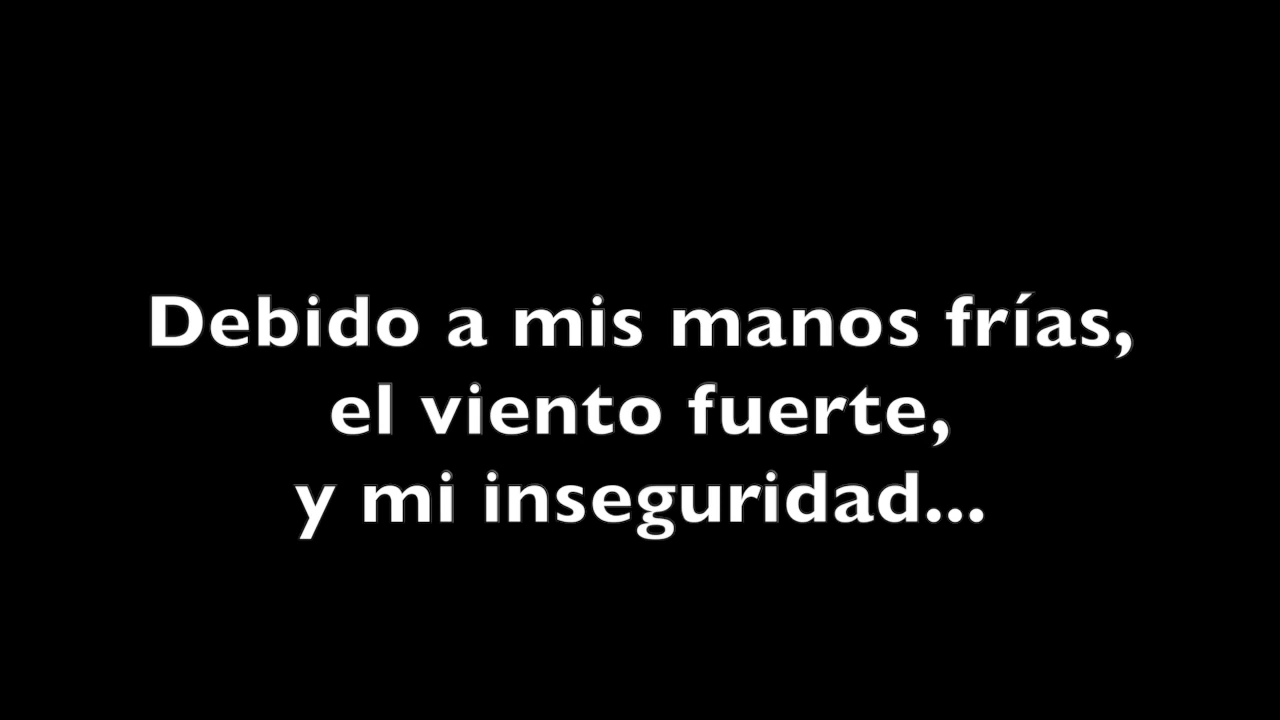 Debido a mis manos frías,
el viento fuerte,
y mi inseguridad...